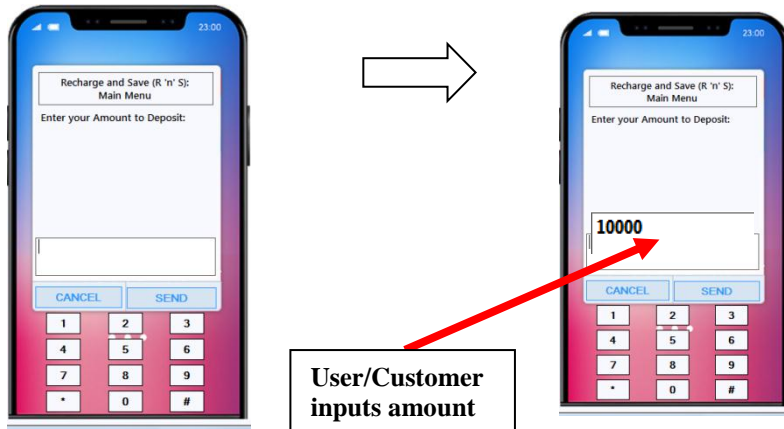 23:00
Recharge and Save (R 'n' S):
Main Menu
Enter your Amount to Deposit:
CANCEL SEND
1 2 3
4 5 6
7 8 9
* 0 #
23:00
Recharge and Save (R 'n' S):
Main Menu
Enter your Amount to Deposit:
10000
CANCEL SEND
1 2 3
4 5 6
7 8 9
* 0 #
User/Customer
inputs amount